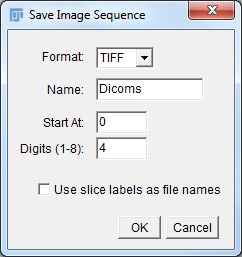 Save Image Sequence
Format: TIFF
Name: Dicoms
Start At: 0
Digits (1-8): 4
Use slice labels as file names
OK Cancel